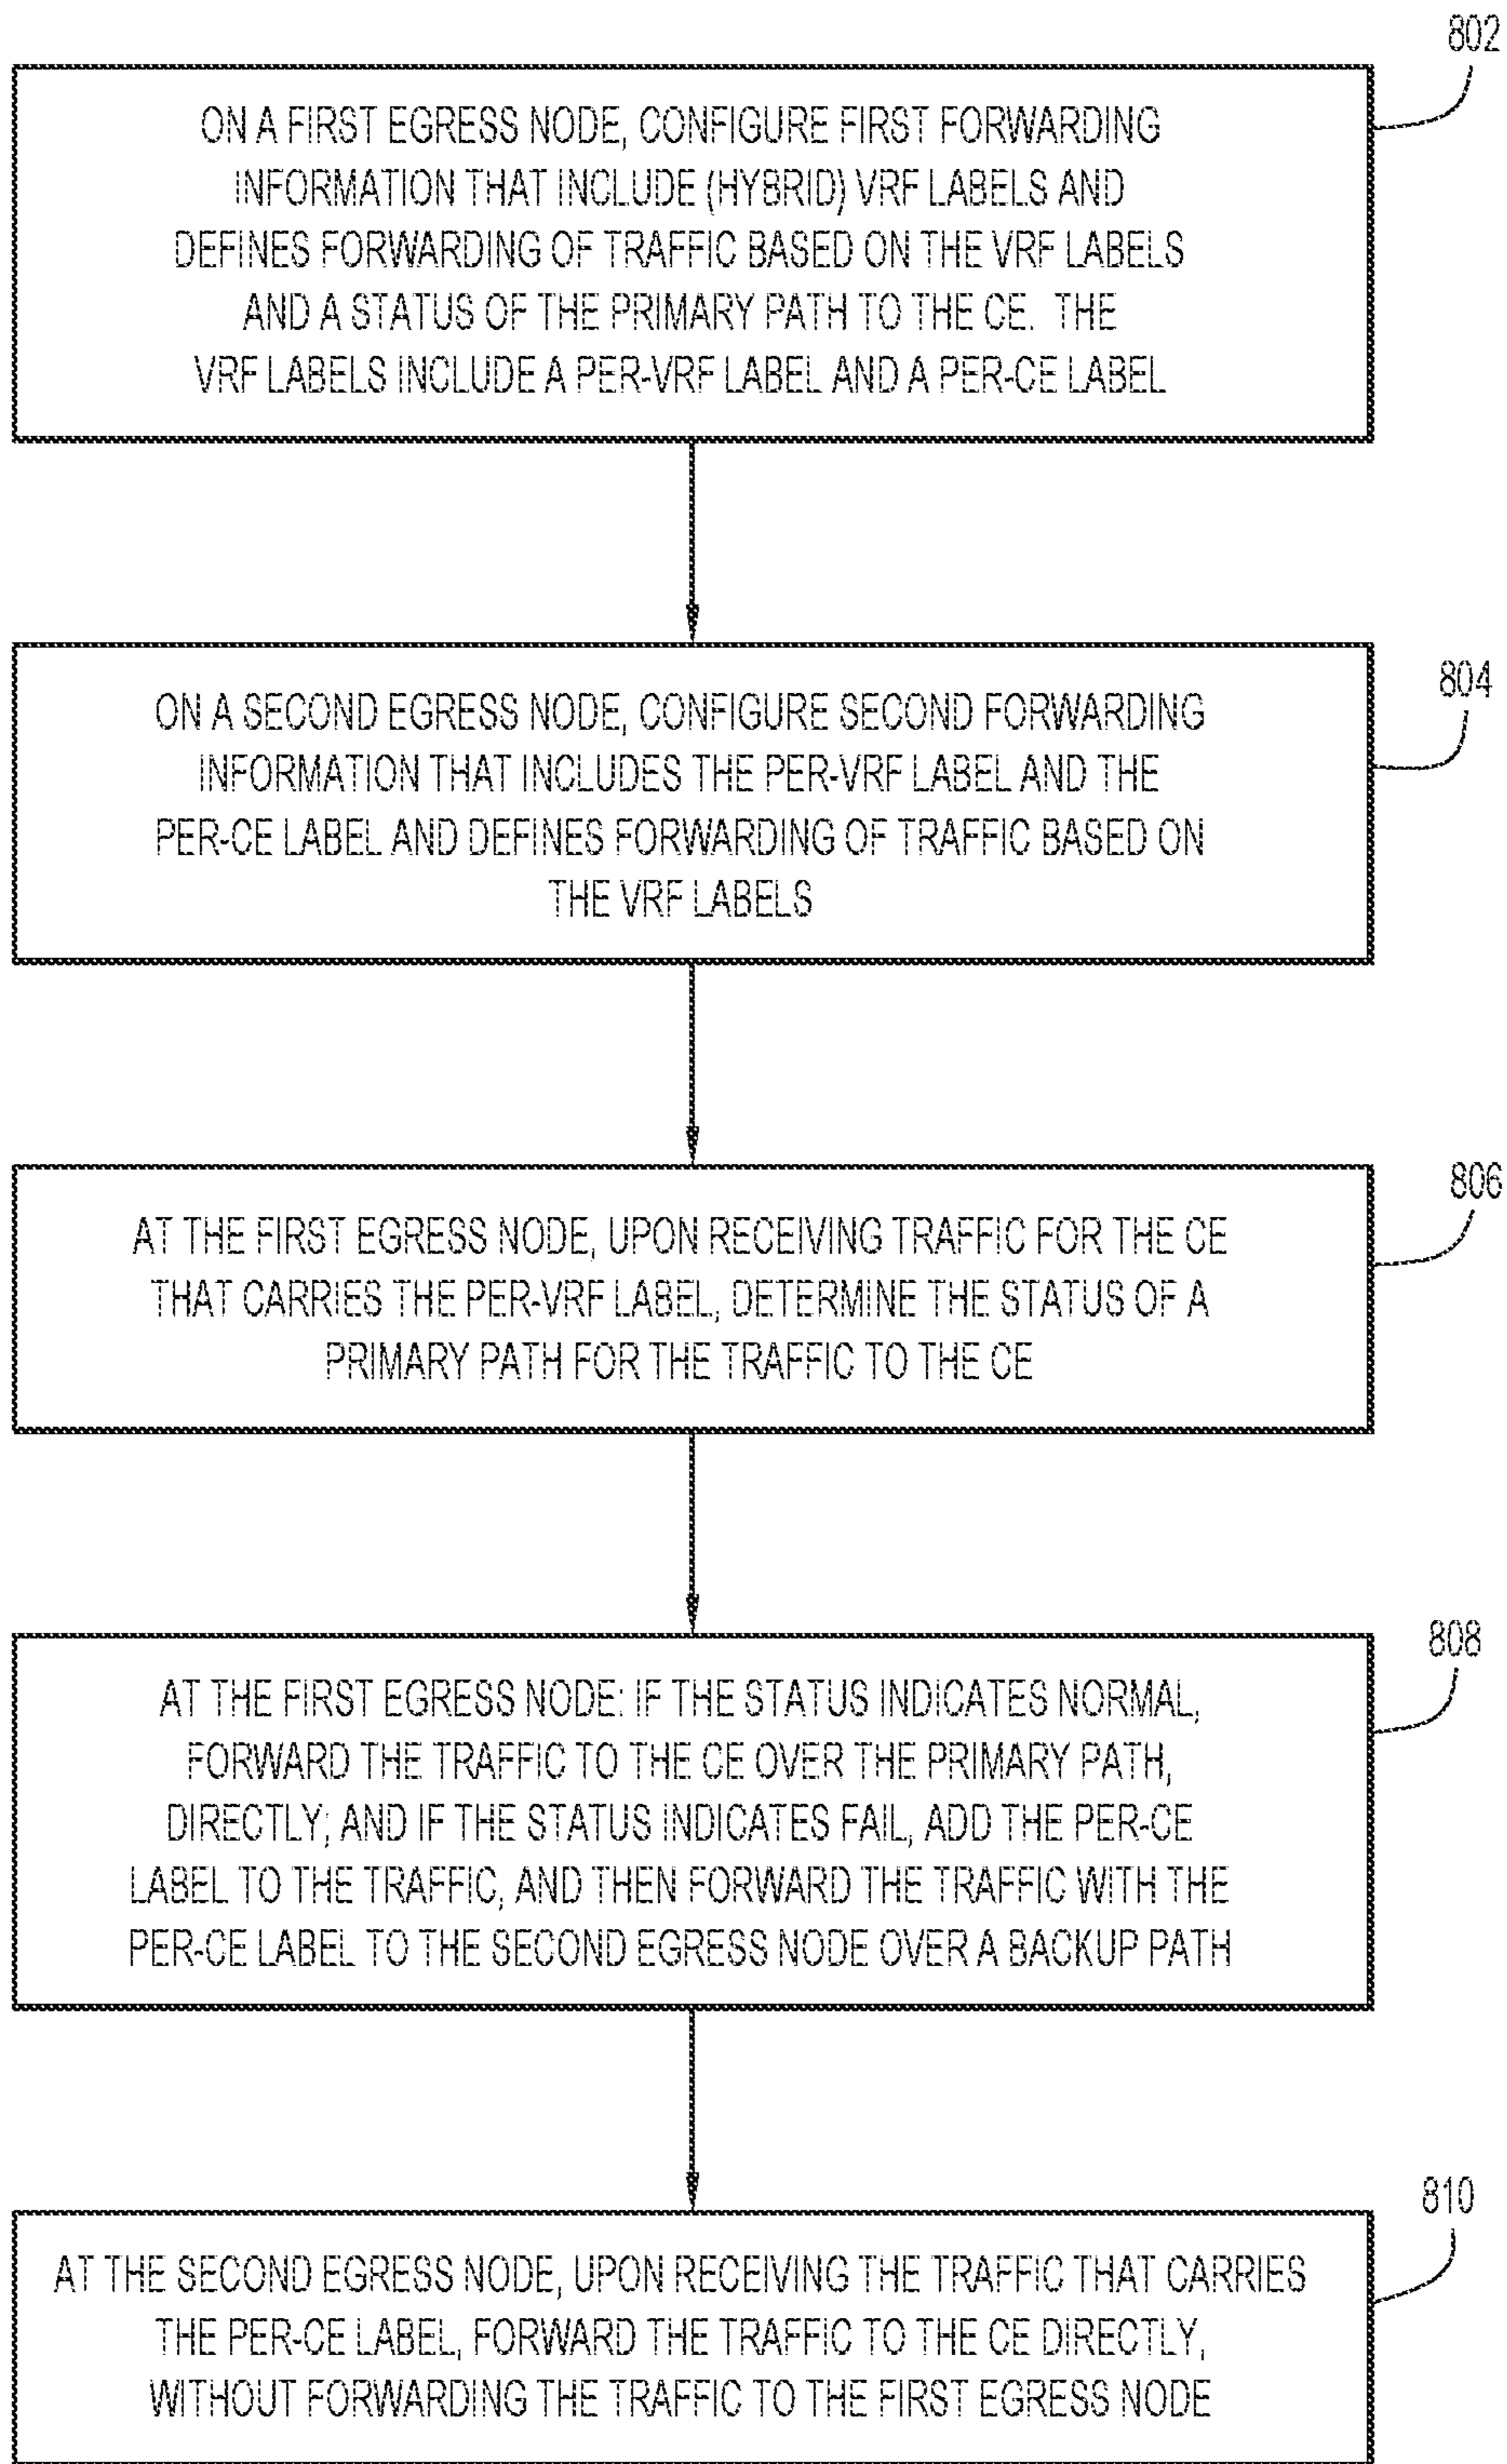 802
ON A FIRST EGRESS NODE, CONFIGURE FIRST FORWARDING
INFORMATION THAT INCLUDE (HYBRID) VRF LABELS AND
DEFINES FORWARDING OF TRAFFIC BASED ON THE VRF LABELS
AND A STATUS OF THE PRIMARY PATH TO THE CE. THE
VRF LABELS INCLUDE A PER-VRF LABEL AND A PER-CE LABEL
804
ON A SECOND EGRESS NODE, CONFIGURE SECOND FORWARDING
INFORMATION THAT INCLUDES THE PER-VRF LABEL AND THE
PER-CE LABEL AND DEFINES FORWARDING OF TRAFFIC BASED ON
THE VRF LABELS
806
AT THE FIRST EGRESS NODE, UPON RECEIVING TRAFFIC FOR THE CE
THAT CARRIES THE PER-VRF LABEL, DETERMINE THE STATUS OF A
PRIMARY PATH FOR THE TRAFFIC TO THE CE
808
AT THE FIRST EGRESS NODE: IF THE STATUS INDICATES NORMAL,
FORWARD THE TRAFFIC TO THE CE OVER THE PRIMARY PATH,
DIRECTLY; AND IF THE STATUS INDICATES FAIL, ADD THE PER-CE
LABEL TO THE TRAFFIC, AND THEN FORWARD THE TRAFFIC WITH THE
PER-CE LABEL TO THE SECOND EGRESS NODE OVER A BACKUP PATH
810
AT THE SECOND EGRESS NODE, UPON RECEIVING THE TRAFFIC THAT CARRIES
THE PER-CE LABEL, FORWARD THE TRAFFIC TO THE CE DIRECTLY,
WITHOUT FORWARDING THE TRAFFIC TO THE FIRST EGRESS NODE